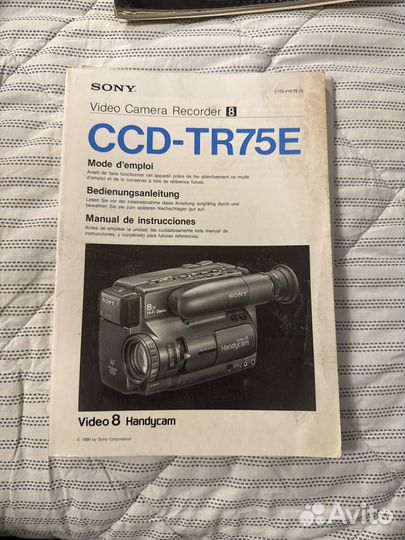 SONY
Video Camera Recorder 8
CCD-TR75E
Mode d'emploi
Avant de faire fonctionner cet appareil prière de lire attentivement ce mode
d'emploi et de le conserver à titre de référence future.
Bedienungsanleitung
Lesen Sie vor der Inbetriebnahme diese Anleitung sorgfältig durch und
bewahren Sie sie zum späteren Nachschlagen gut auf.
Manual de instrucciones
Antes de emplear la unidad, lea cuidadosamente este manual de
instrucciones, y consérvelo para futuras referencias.
SONY
8x
Hi-Fi Stereo
SONY
Handycam
Video 8 Handycam
© 1990 by Sony Corporation
Avito